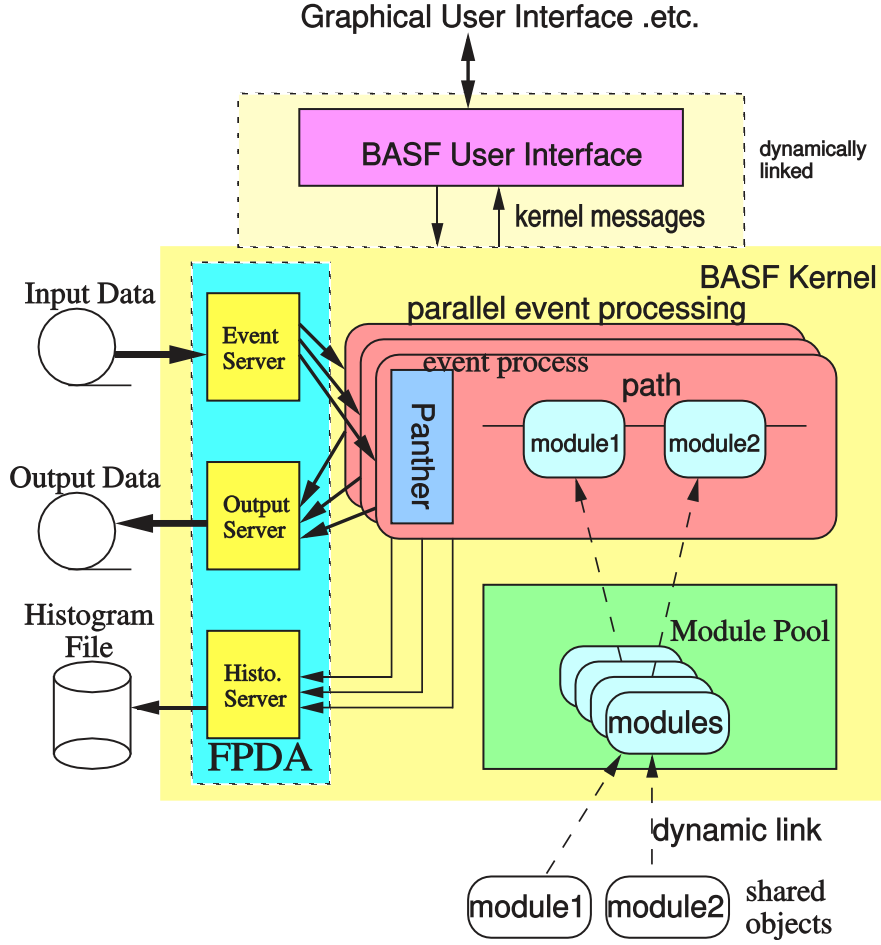 Graphical User Interface .etc.
BASF User Interface
dynamically
linked
kernel messages
BASF Kernel
Input Data
parallel event processing
Event
Server
event process
path
Panther
module1
module2
Output Data
Output
Server
Histogram
File
Module Pool
Histo.
Server
modules
FPDA
dynamic link
module1
module2
shared
objects